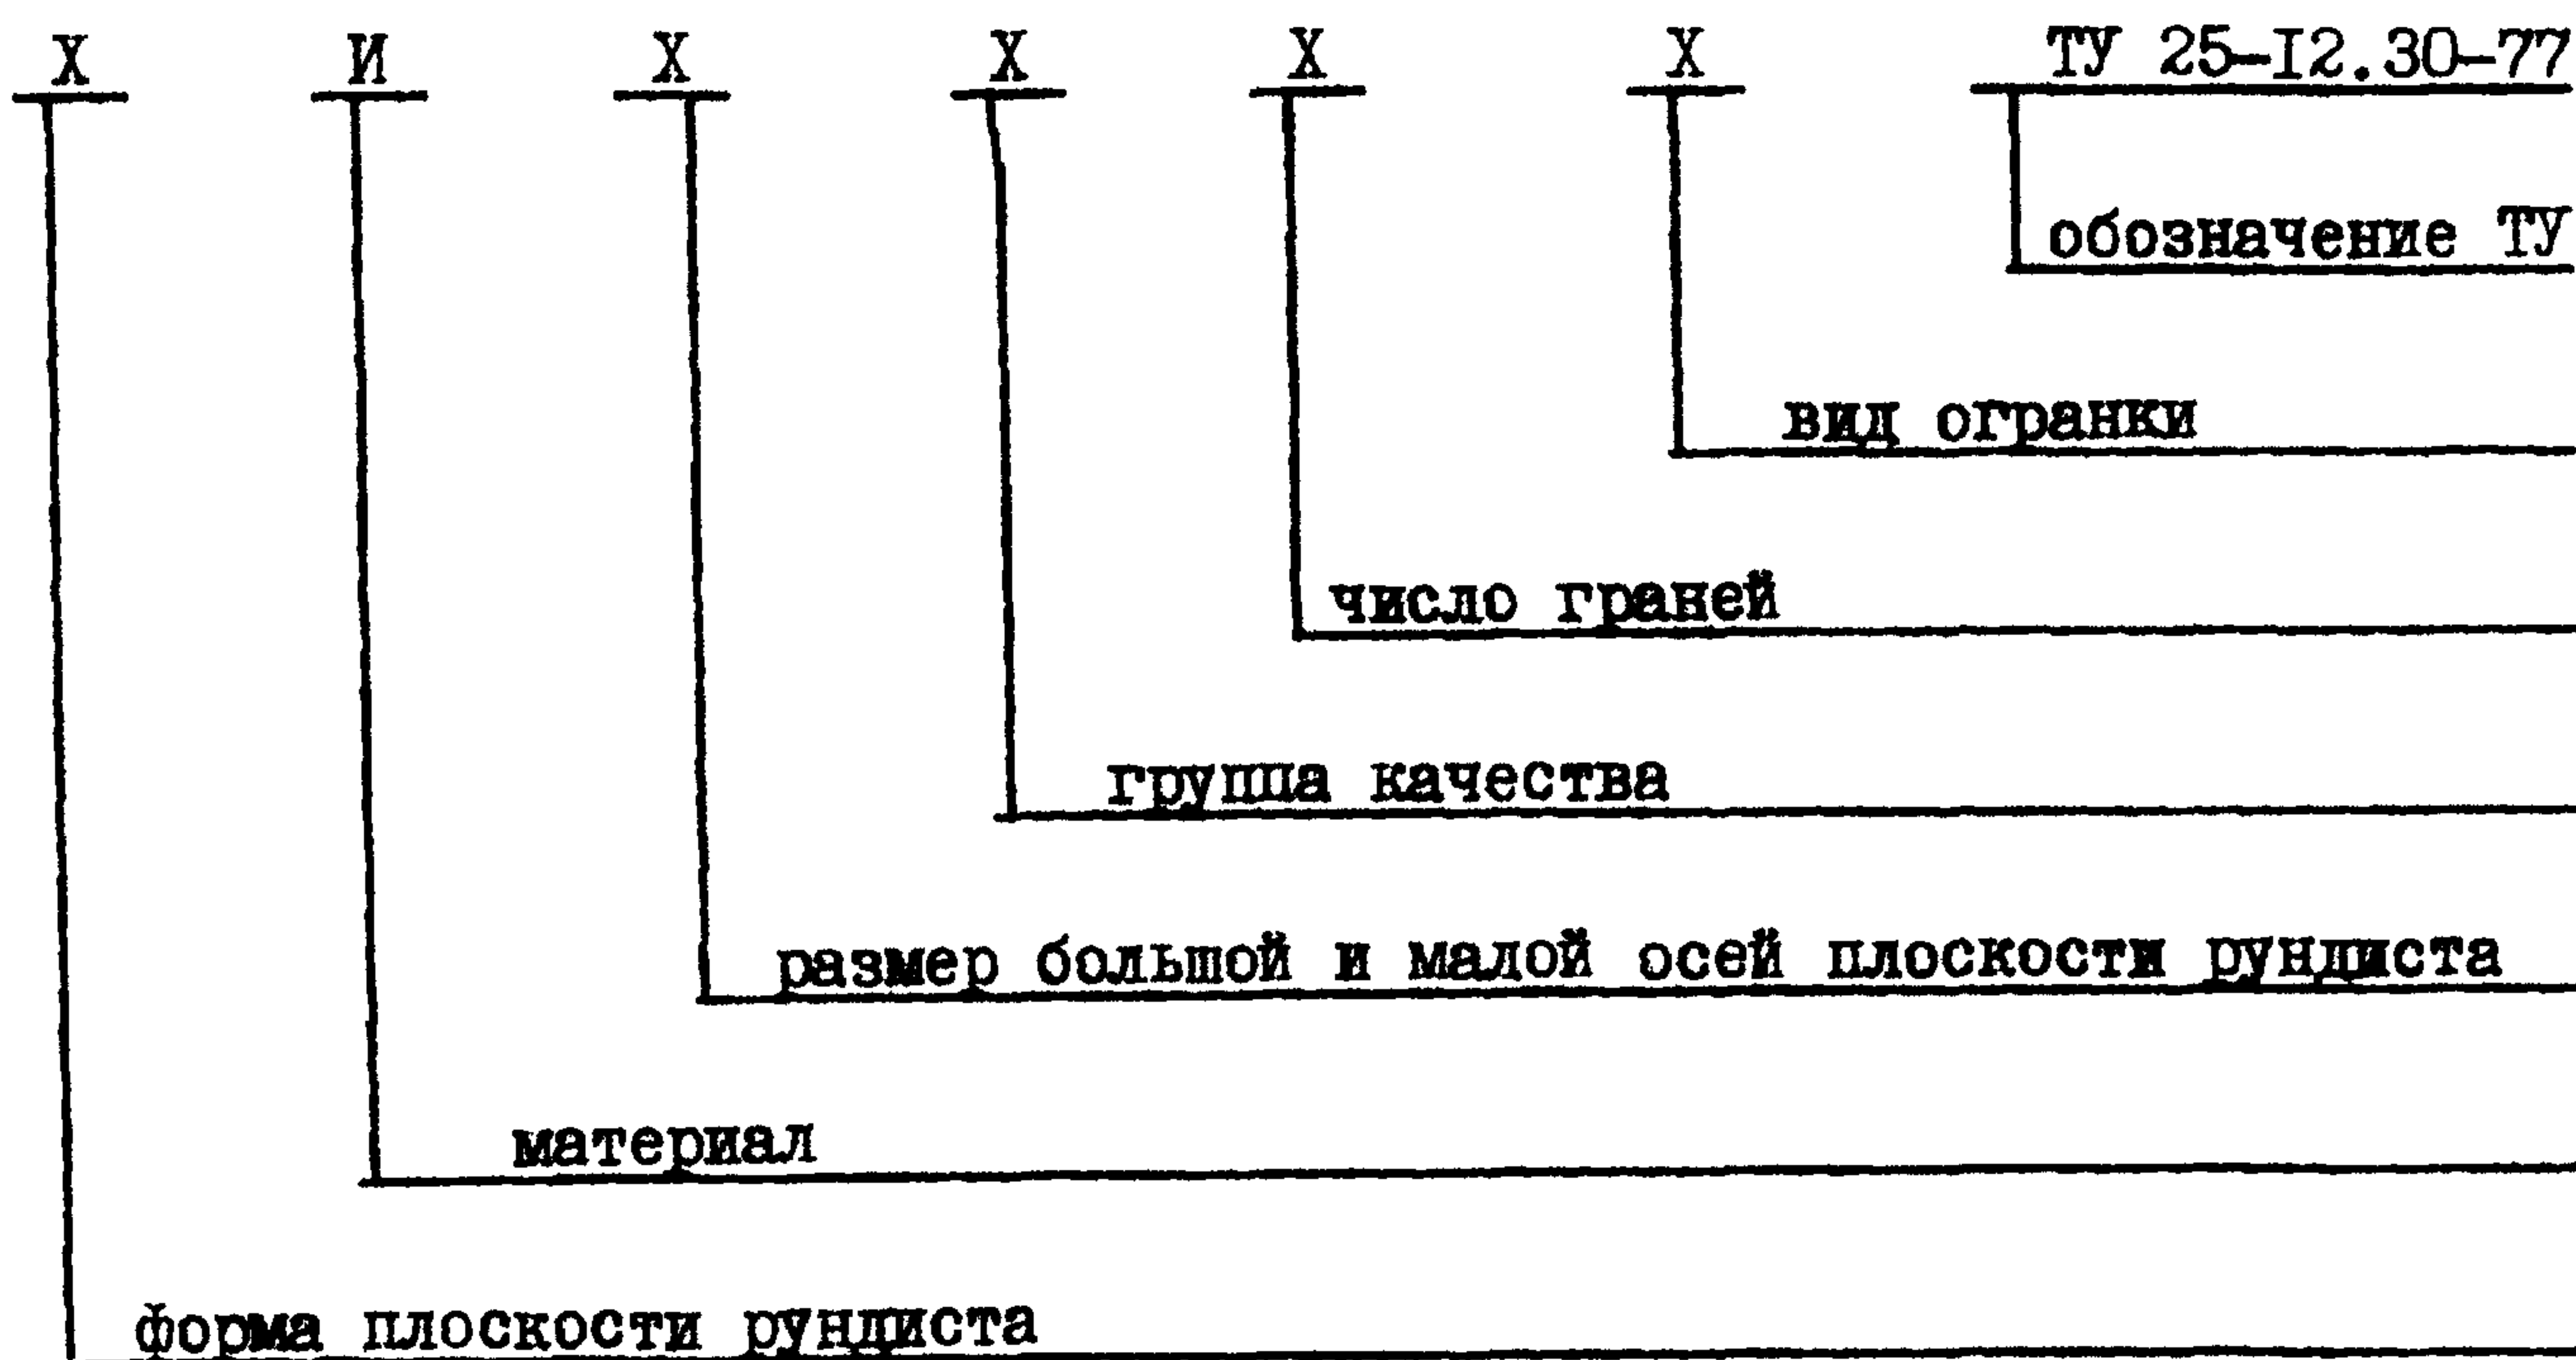 X И X X X X ТУ 25-I2.30-77
обозначение ТУ
вид огранки
число граней
группа качества
размер большой и малой осей плоскости рундиста
материал
форма плоскости рундиста